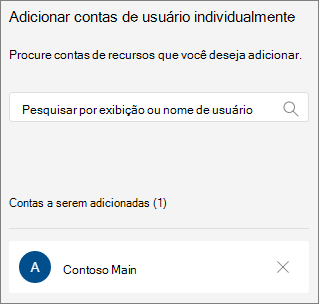 Adicionar contas de usuário individualmente
Procure contas de recursos que você deseja adicionar.
Pesquisar por exibição ou nome de usuário
Contas a serem adicionadas (1)
A
Contoso Main